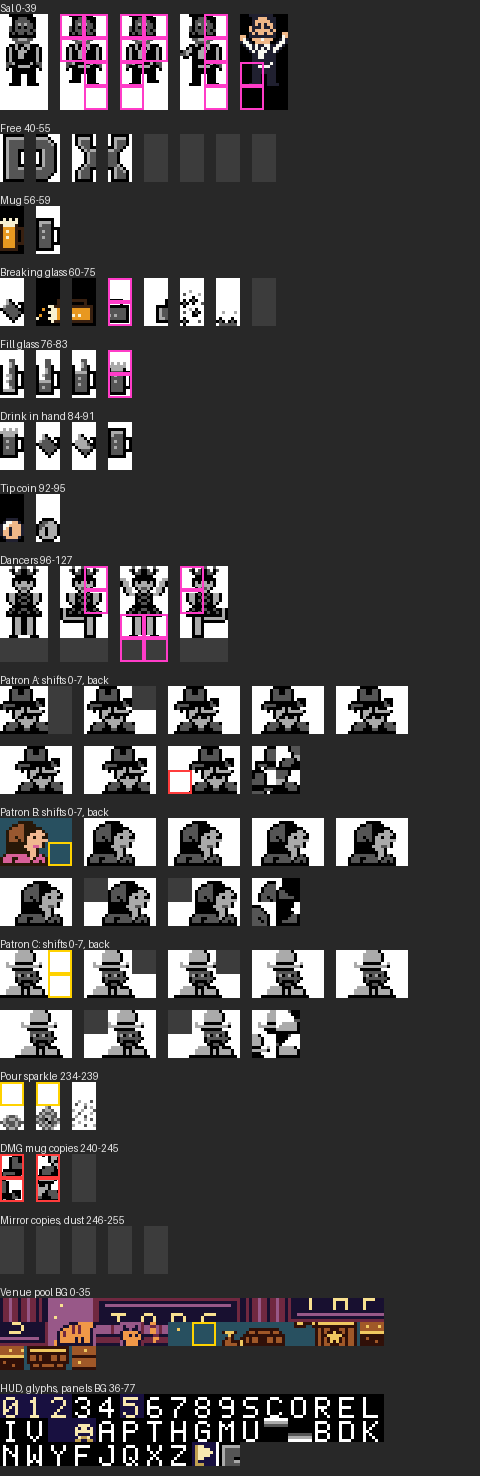 Sal 0-39
Free 40-55
Mug 56-59
Breaking glass 60-75
Fill glass 76-83
Drink in hand 84-91
Tip coin 92-95
Dancers 96-127
Patron A: shifts 0-7, back
Patron B: shifts 0-7, back
Patron C: shifts 0-7, back
Pour sparkle 234-239
DMG mug copies 240-245
Mirror copies, dust 246-255
Venue pool BG 0-35
HUD, glyphs, panels BG 36-77
0123456789SCOREL
IV APTHGMU BDK
NWYFJQXZ